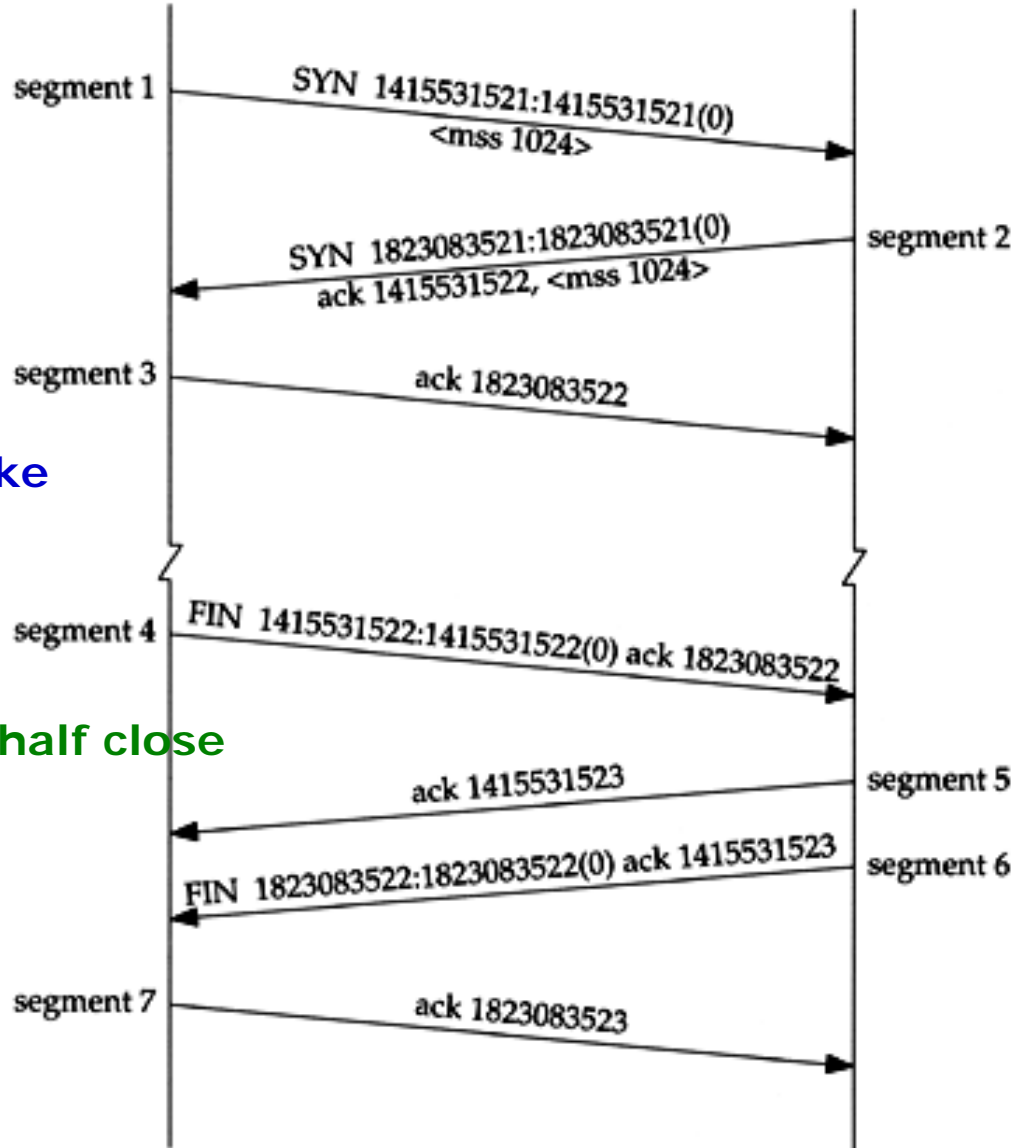 segment 1
SYN 1415531521:1415531521(0)
<mss 1024>
SYN 1823083521:1823083521(0)
segment 2
ack 1415531522, <mss 1024>
segment 3
ack 1823083522
ke
segment 4
FIN 1415531522:1415531522(0) ack 1823083522
half close
ack 1415531523
segment 5
FIN 1823083522:1823083522(0) ack 1415531523
segment 6
segment 7
ack 1823083523